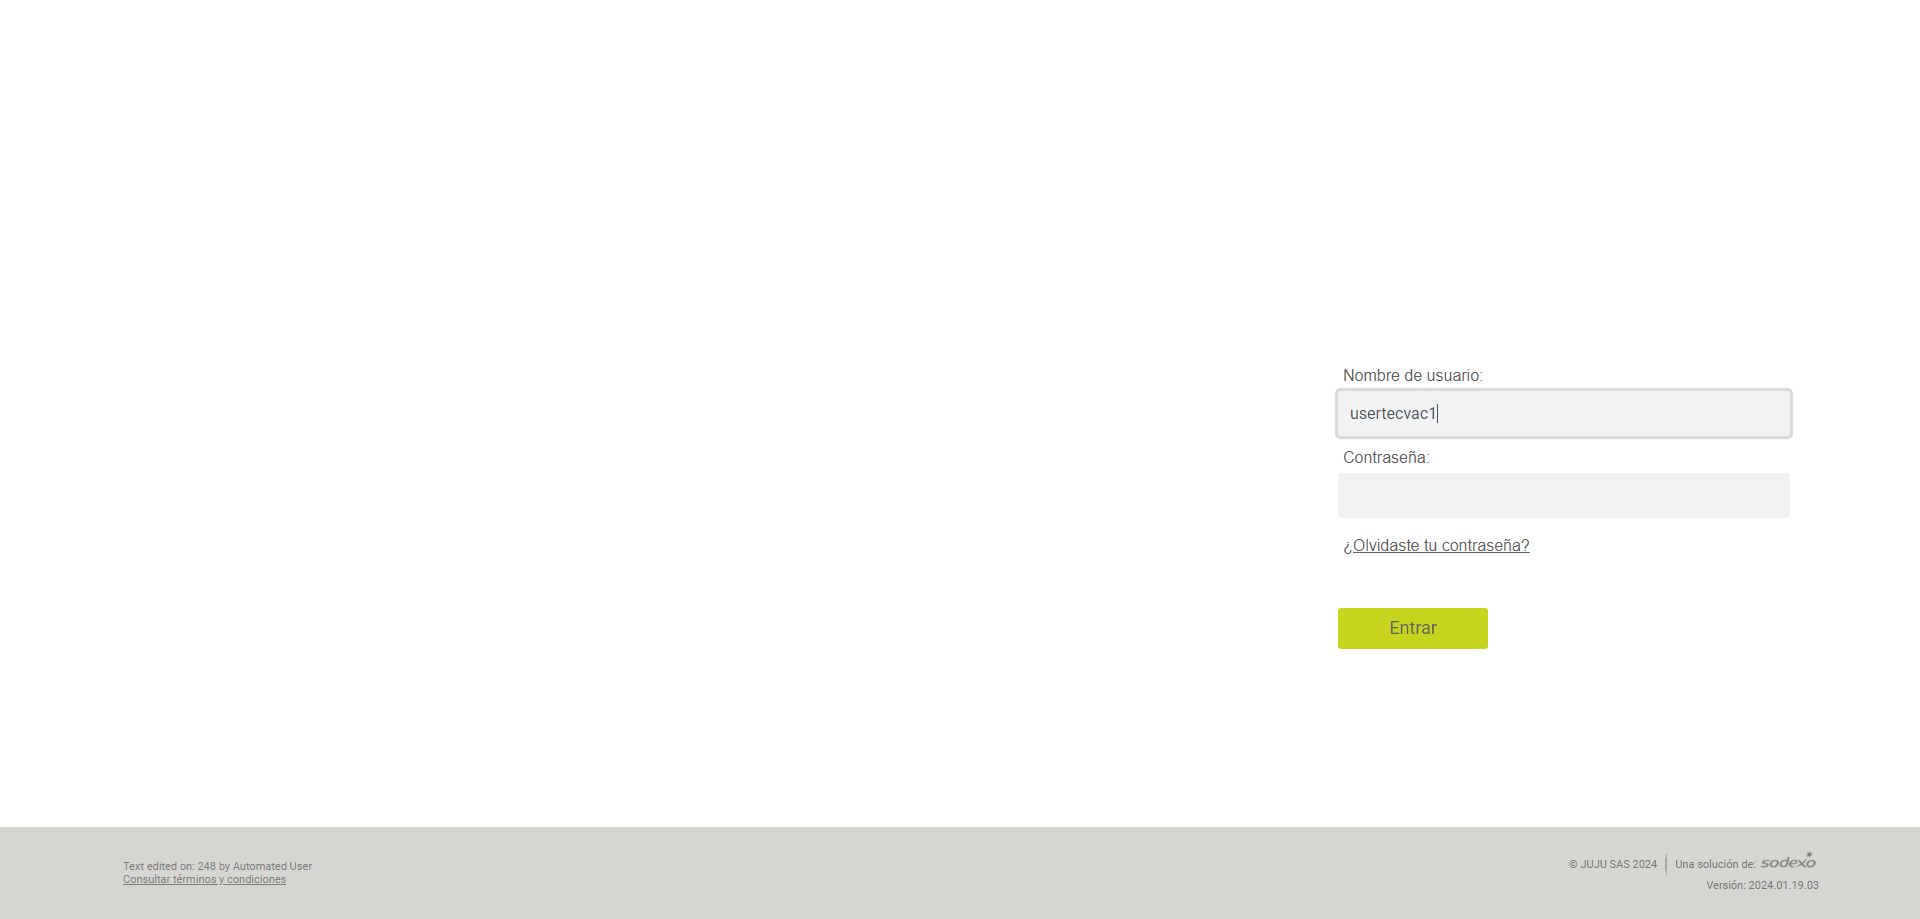 Nombre de usuario:
usertecvac1
Contraseña:
¿Olvidaste tu contraseña?
Entrar
Text edited on: 248 by Automated User
Consultar términos y condiciones
© JUJU SAS 2024 Una solución de: sodexo
Versión: 2024.01.19.03